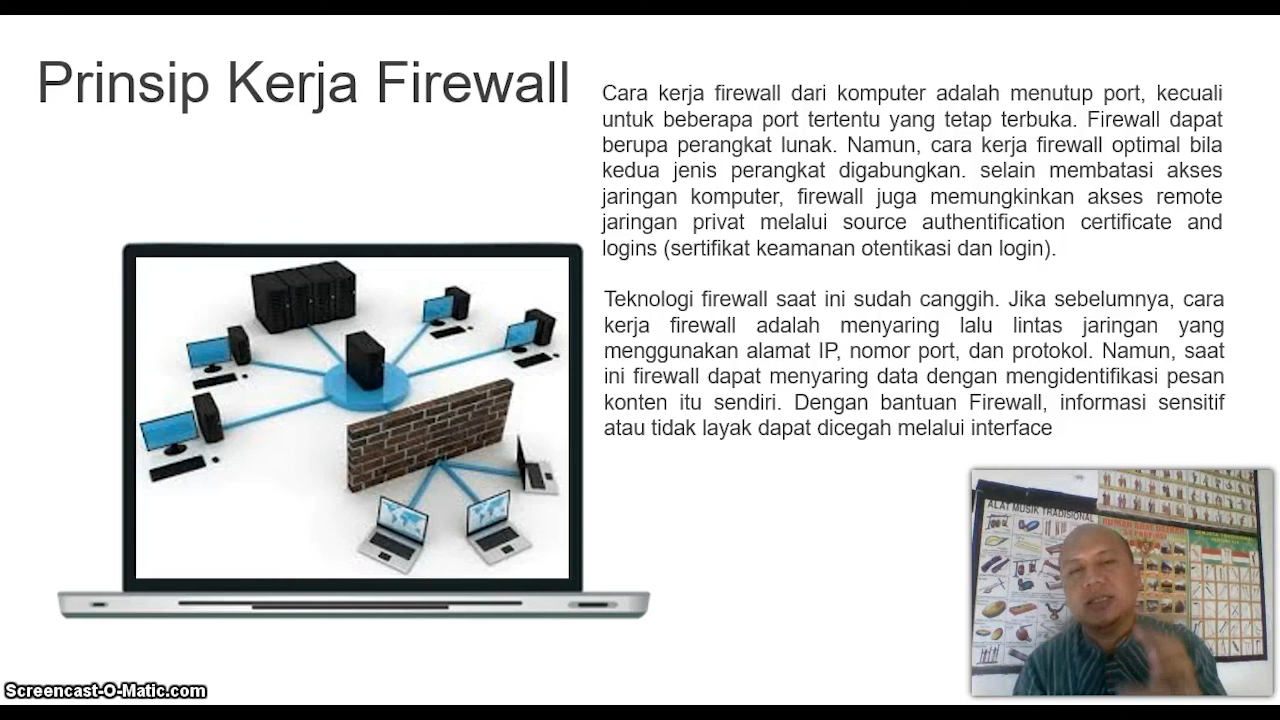 Prinsip Kerja Firewall
Cara kerja firewall dari komputer adalah menutup port, kecuali
untuk beberapa port tertentu yang tetap terbuka. Firewall dapat
berupa perangkat lunak. Namun, cara kerja firewall optimal bila
kedua jenis perangkat digabungkan. selain membatasi akses
jaringan komputer, firewall juga memungkinkan akses remote
jaringan privat melalui source authentification certificate and
logins (sertifikat keamanan otentikasi dan login).
Teknologi firewall saat ini sudah canggih. Jika sebelumnya, cara
kerja firewall adalah menyaring lalu lintas jaringan yang
menggunakan alamat IP, nomor port, dan protokol. Namun, saat
ini firewall dapat menyaring data dengan mengidentifikasi pesan
konten itu sendiri. Dengan bantuan Firewall, informasi sensitif
atau tidak layak dapat dicegah melalui interface
ALAT MUSIK TRADISIONAL
Screencast-O-Matic.com